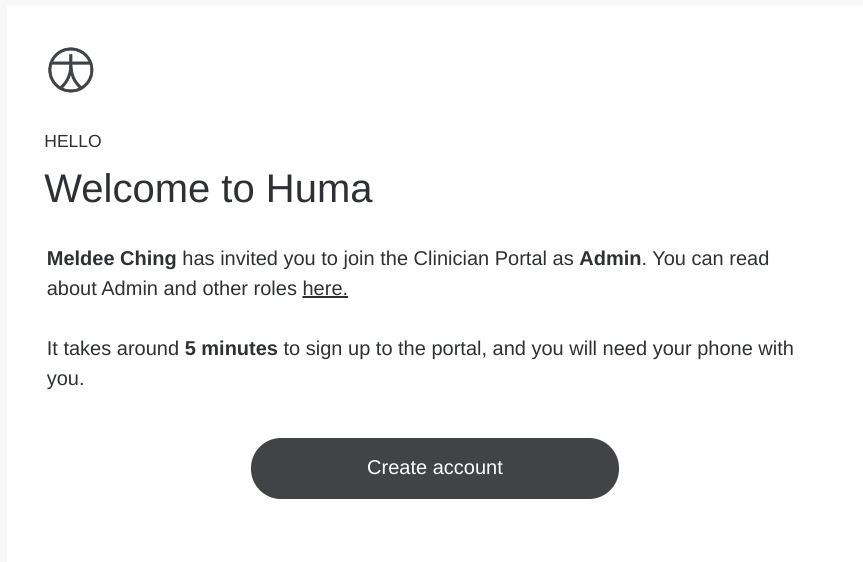 HELLO
Welcome to Huma
Meldee Ching has invited you to join the Clinician Portal as Admin. You can read
about Admin and other roles here.
It takes around 5 minutes to sign up to the portal, and you will need your phone with
you.
Create account